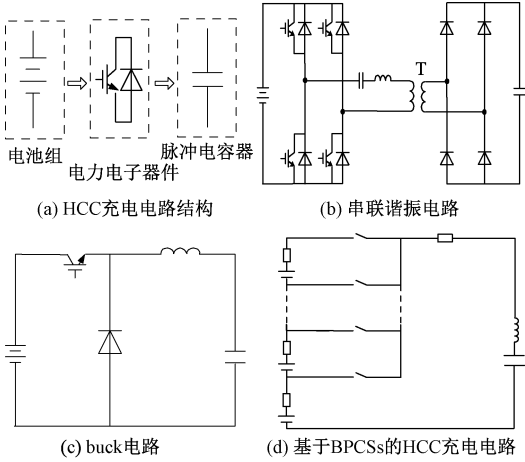 电池组
电力电子器件
脉冲电容器
(a) HCC充电电路结构
T
(b) 串联谐振电路
(c) buck电路
(d) 基于BPCSs的HCC充电电路